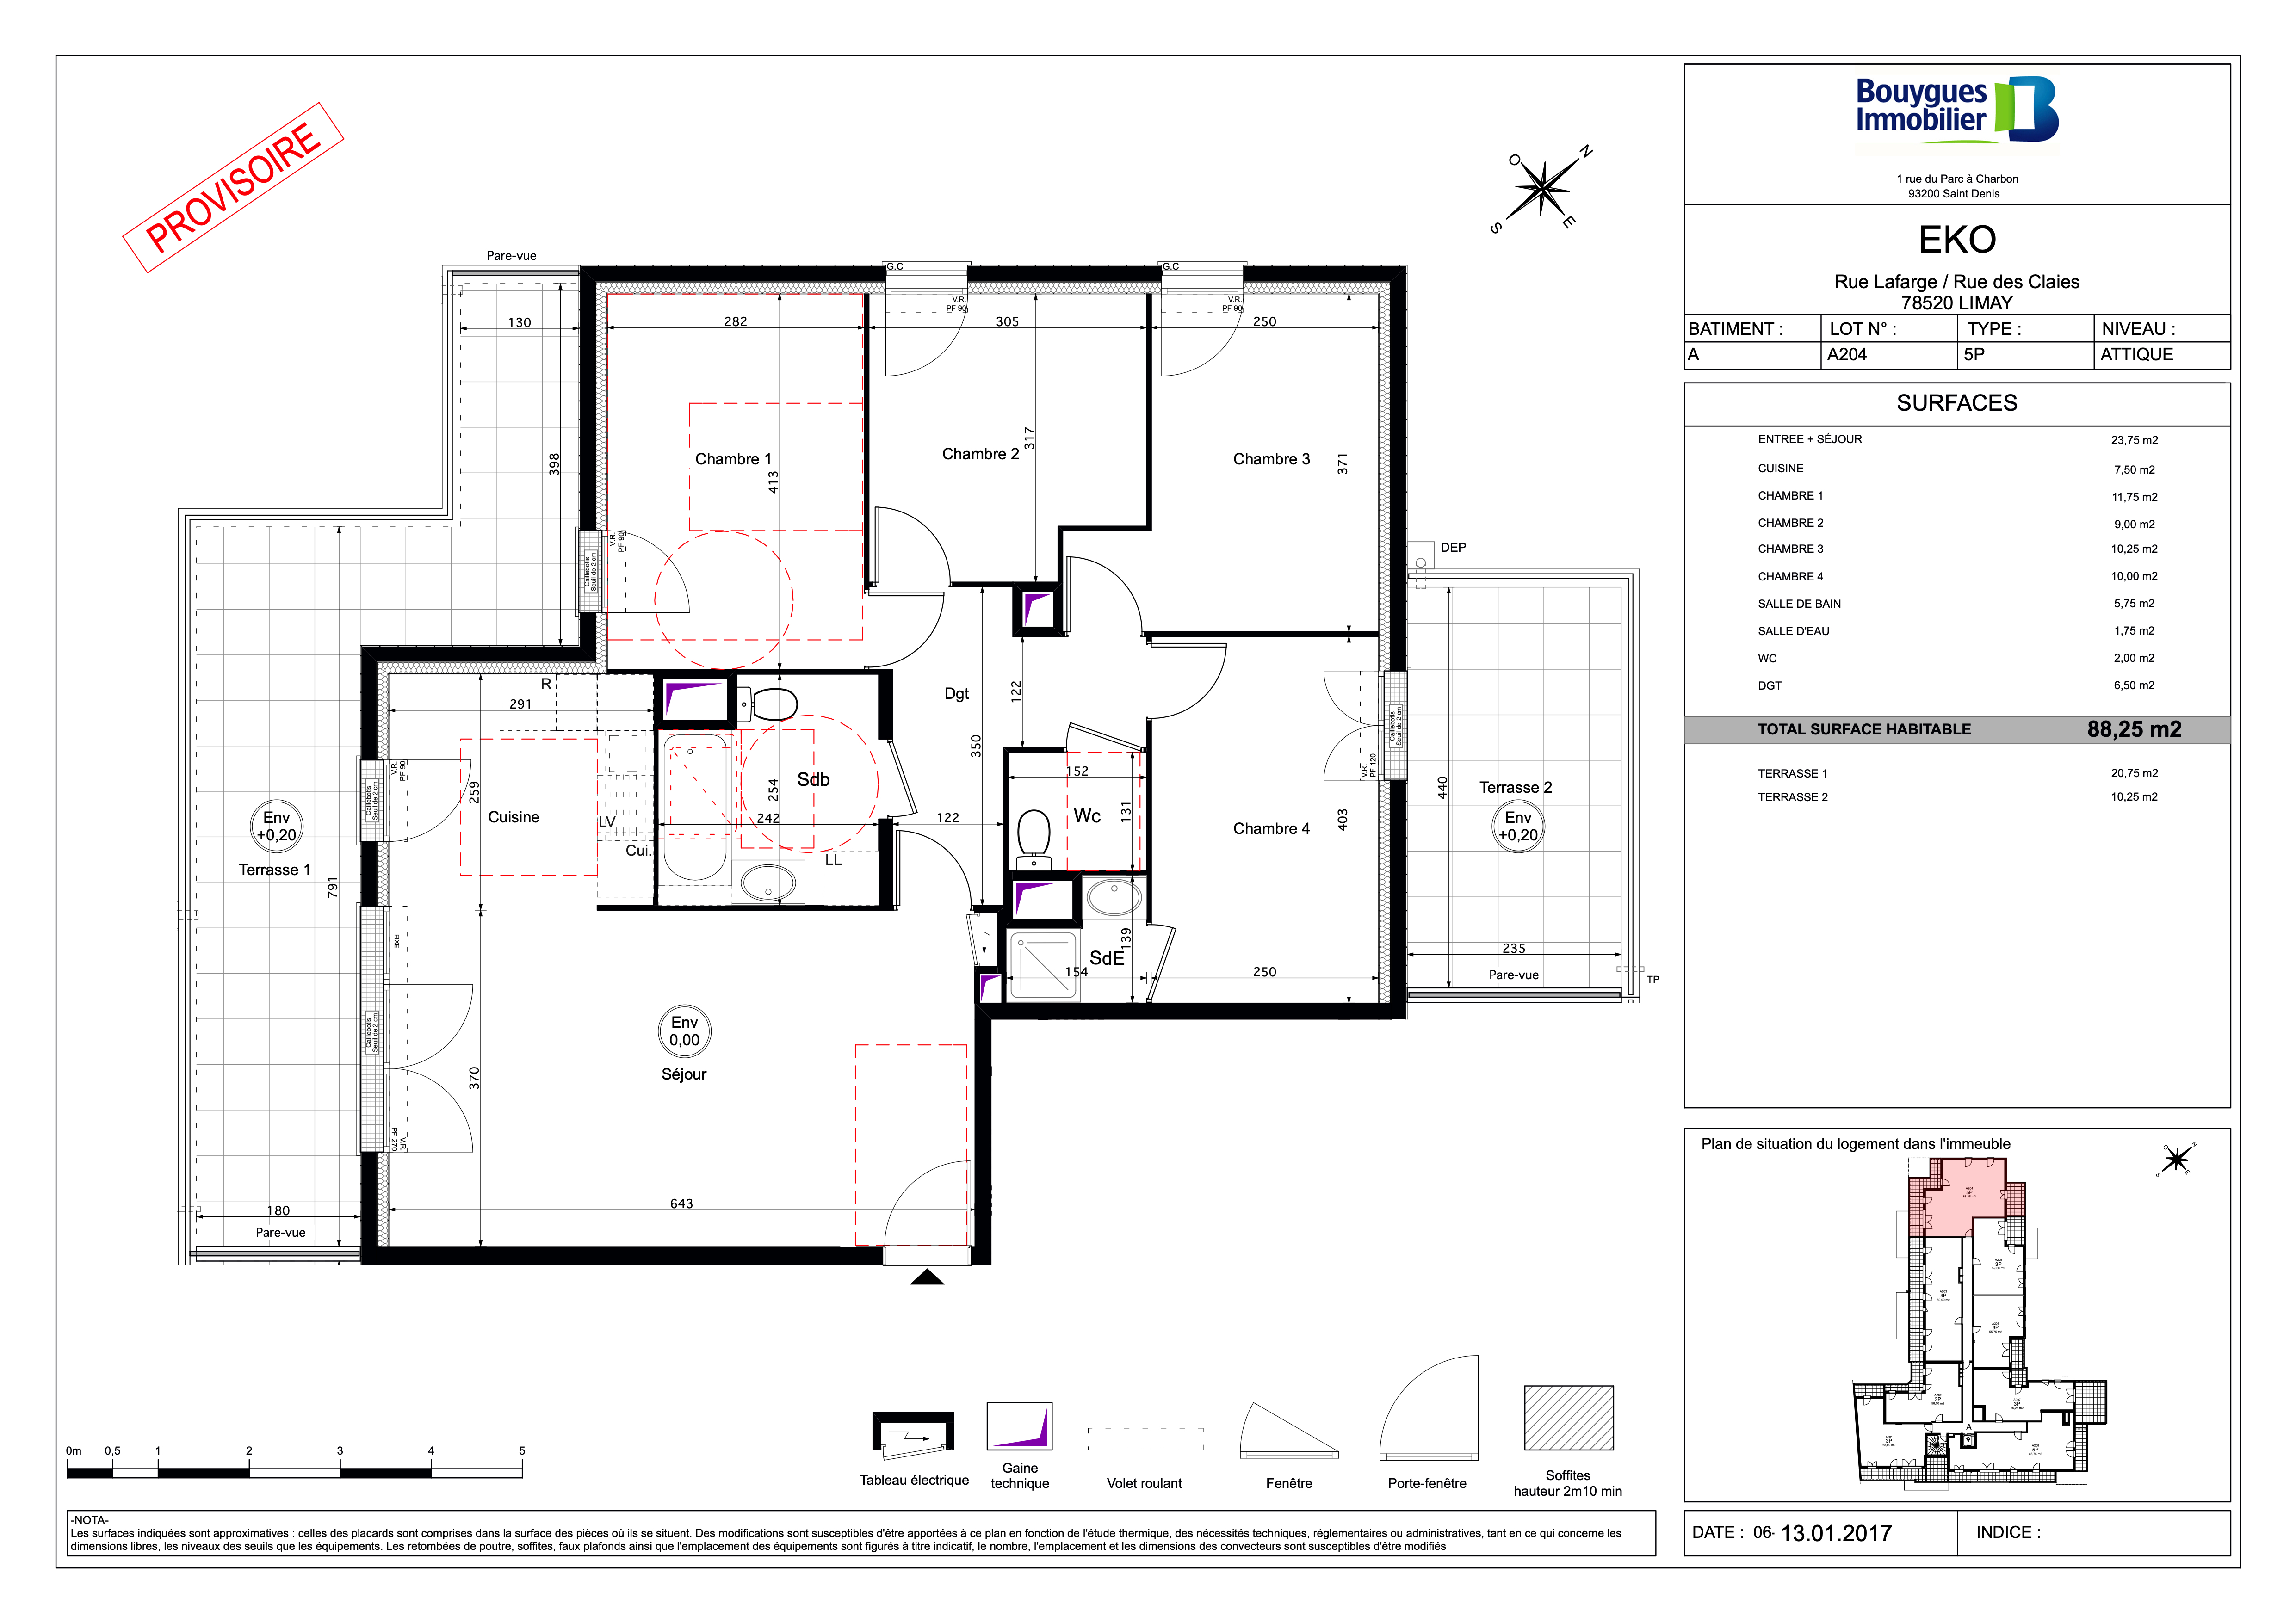 PROVISOIRE
Bouygues
Immobilier
1 rue du Parc à Charbon
93200 Saint Denis
EKO
Rue Lafarge / Rue des Claies
78520 LIMAY
BATIMENT : LOT N° : TYPE : NIVEAU :
A A204 5P ATTIQUE
SURFACES
ENTREE + SÉJOUR 23,75 m2
CUISINE 7,50 m2
CHAMBRE 1 11,75 m2
CHAMBRE 2 9,00 m2
CHAMBRE 3 10,25 m2
CHAMBRE 4 10,00 m2
SALLE DE BAIN 5,75 m2
SALLE D'EAU 1,75 m2
WC 2,00 m2
DGT 6,50 m2
TOTAL SURFACE HABITABLE 88,25 m2
TERRASSE 1 20,75 m2
TERRASSE 2 10,25 m2
Plan de situation du logement dans l'immeuble
N
O
E
S
5P
3P
4P
3P
3P
3P
3P
5P
A
DATE : 06- 13.01.2017
INDICE :
O
N
S
E
Pare-vue
G.C
G.C
V.R.
PF 90
V.R.
PF 90
130
282
305
250
398
Chambre 1
413
Chambre 2
317
Chambre 3
371
V.R.
PF 90
Caillebotis
Seuil de 2 cm
DEP
R
291
Dgt
122
350
V.R.
PF 90
Caillebotis
Seuil de 2 cm
259
Cuisine
LV
Cui.
254
Sdb
242
LL
122
152
131
Wc
Chambre 4
403
Caillebotis
Seuil de 2 cm
V.R.
PF 120
440
Terrasse 2
Env
+0,20
Env
+0,20
Terrasse 1
791
FIXE
139
SdE
154
250
235
Pare-vue
TP
Caillebotis
Seuil de 2 cm
Env
0,00
Séjour
370
V.R.
PF 270
643
180
Pare-vue
0m 0,5 1 2 3 4 5
Tableau électrique
Gaine
technique
Volet roulant
Fenêtre
Porte-fenêtre
Soffites
hauteur 2m10 min
-NOTA-
Les surfaces indiquées sont approximatives : celles des placards sont comprises dans la surface des pièces où ils se situent. Des modifications sont susceptibles d'être apportées à ce plan en fonction de l'étude thermique, des nécessités techniques, réglementaires ou administratives, tant en ce qui concerne les
dimensions libres, les niveaux des seuils que les équipements. Les retombées de poutre, soffites, faux plafonds ainsi que l'emplacement des équipements sont figurés à titre indicatif, le nombre, l'emplacement et les dimensions des convecteurs sont susceptibles d'être modifiés